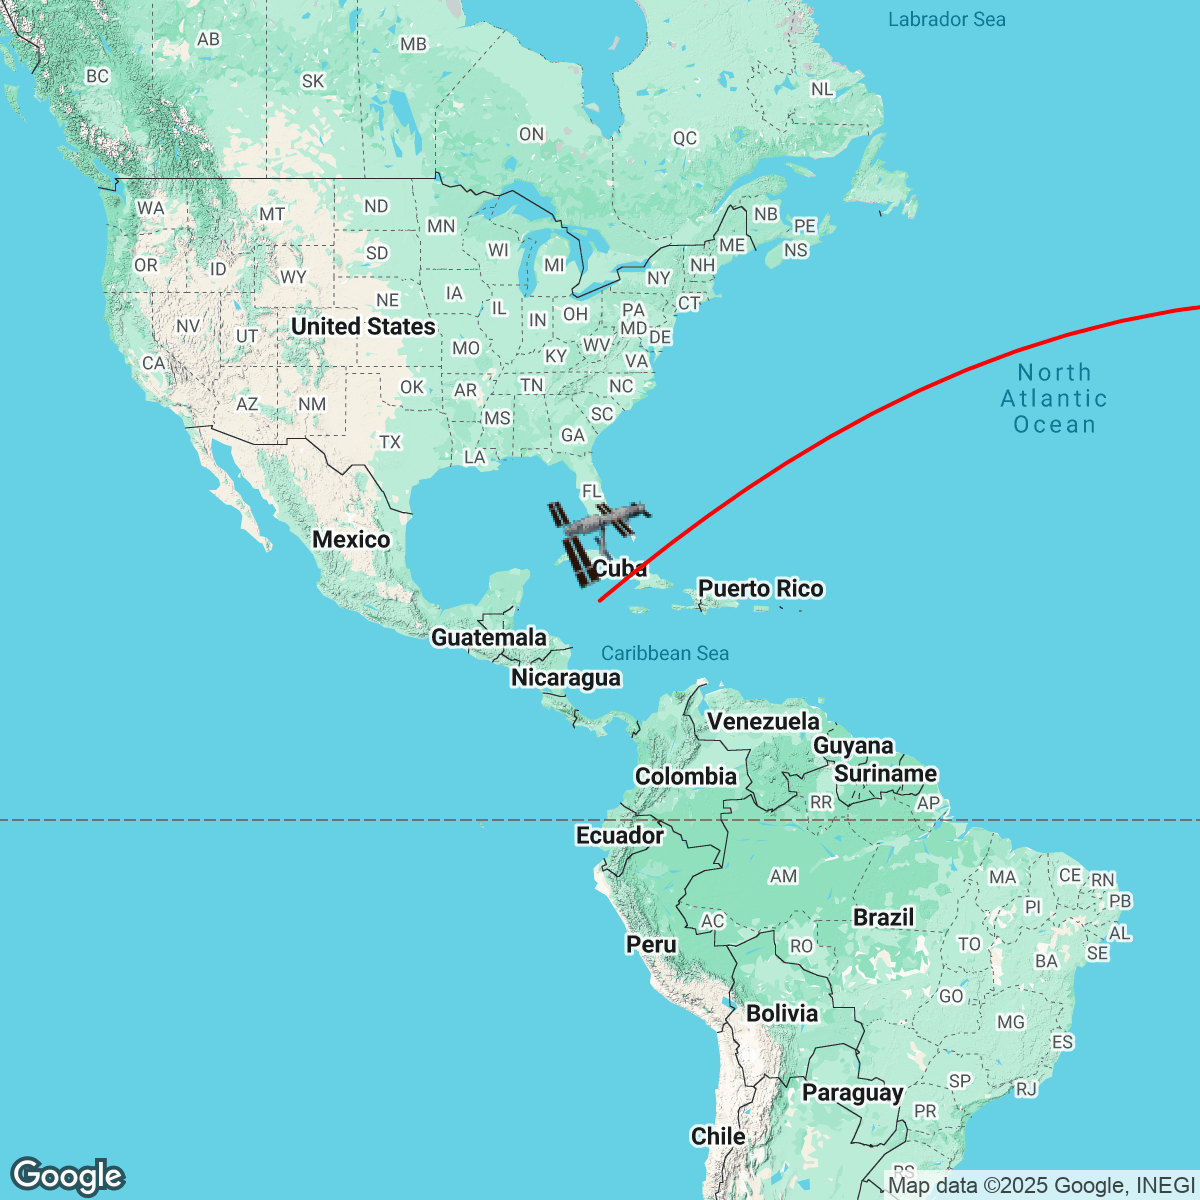 Labrador Sea
AB
MB
BC
SK
NL
ON
QC
WA
MT
ND
MN
NB
PE
OR
ID
SD
WI
MI
ME
NS
WY
NY
NH
NE
IA
IL
IN
OH
PA
CT
NV
UT
United States
MD
DE
CA
MO
KY
WV
VA
North
Atlantic
Ocean
OK
AR
TN
NC
AZ
NM
MS
SC
TX
GA
LA
FL
Mexico
Cuba
Puerto Rico
Guatemala
Caribbean Sea
Nicaragua
Venezuela
Guyana
Colombia
Suriname
RR
AP
Ecuador
AM
MA
CE
RN
PI
PB
AC
Brazil
Peru
RO
TO
AL
BA
SE
GO
Bolivia
MG
ES
SP
RJ
Paraguay
PR
Chile
RS
Google
Map data ©2025 Google, INEGI